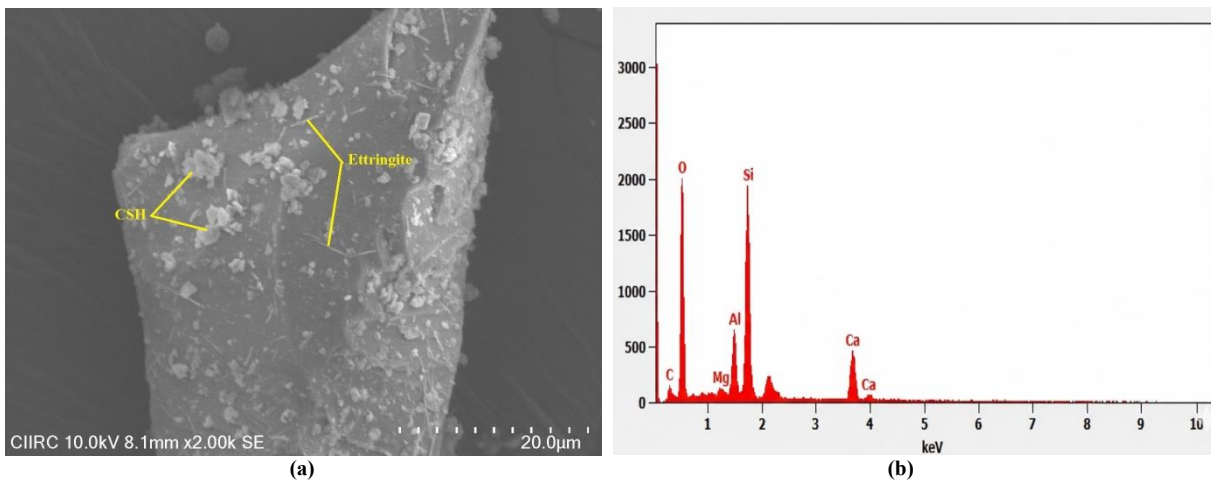 Ettringite
CSH
CIIRC 10.0kV 8.1mm x2.00k SE
20.0µm
(a)
3000
2500
2000
1500
1000
500
0
O
Si
Al
C
Mg
Ca
Ca
1 2 3 4 5 6 7 8 9 10
keV
(b)